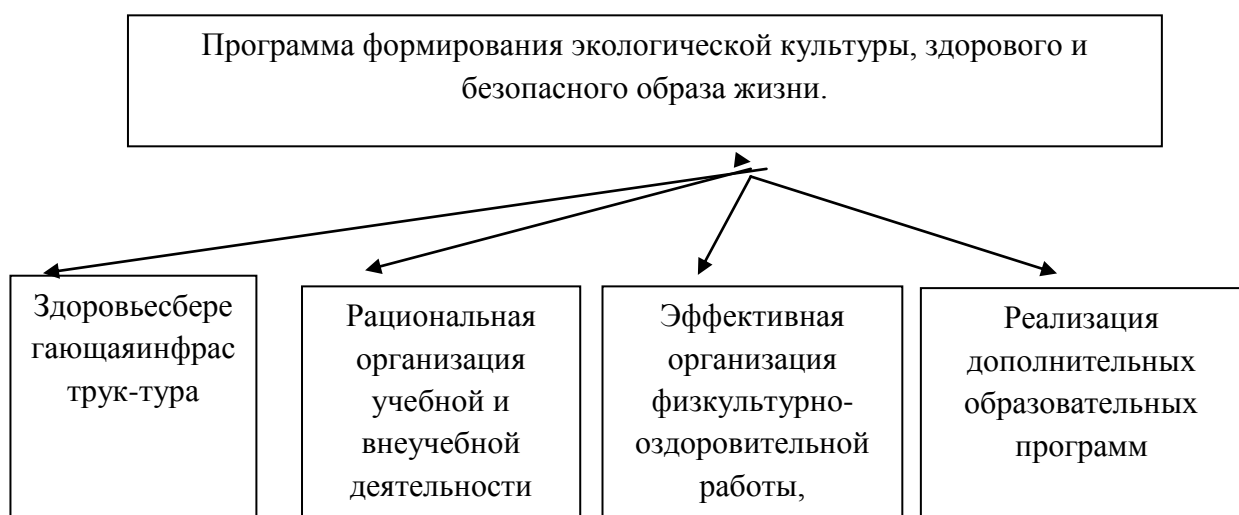 Программа формирования экологической культуры, здорового и
безопасного образа жизни.
Здоровьесбере
гающаяинфрас
трук-тура
Рациональная
организация
учебной и
внеучебной
деятельности
Эффективная
организация
физкультурно-
оздоровительной
работы,
Реализация
дополнительных
образовательных
программ